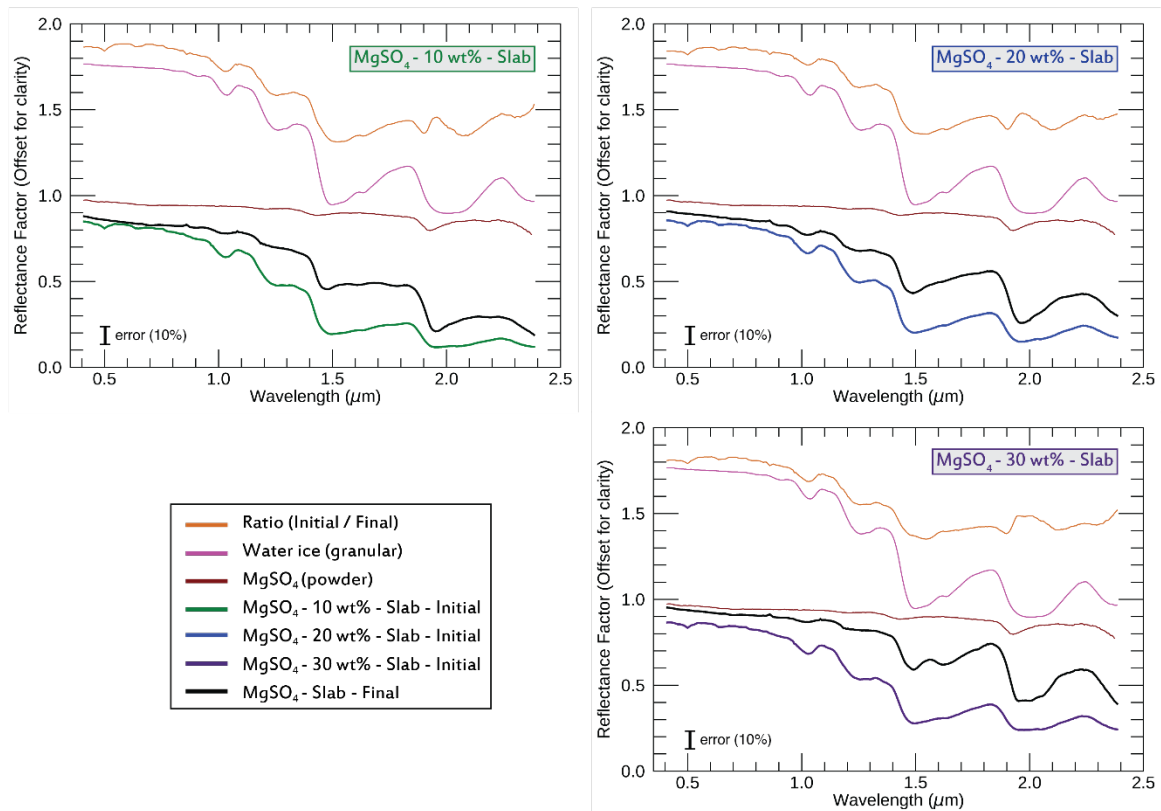 MgSO₄ - 10 wt% - Slab
Reflectance Factor (Offset for clarity)
2.0
1.5
1.0
0.5
0.0
error (10%)
0.5 1.0 1.5 2.0 2.5
Wavelength (μm)
MgSO₄ - 20 wt% - Slab
Reflectance Factor (Offset for clarity)
2.0
1.5
1.0
0.5
0.0
error (10%)
0.5 1.0 1.5 2.0 2.5
Wavelength (μm)
Ratio (Initial / Final)
Water ice (granular)
MgSO₄ (powder)
MgSO₄ - 10 wt% - Slab - Initial
MgSO₄ - 20 wt% - Slab - Initial
MgSO₄ - 30 wt% - Slab - Initial
MgSO₄ - Slab - Final
MgSO₄ - 30 wt% - Slab
Reflectance Factor (Offset for clarity)
2.0
1.5
1.0
0.5
0.0
error (10%)
0.5 1.0 1.5 2.0 2.5
Wavelength (μm)